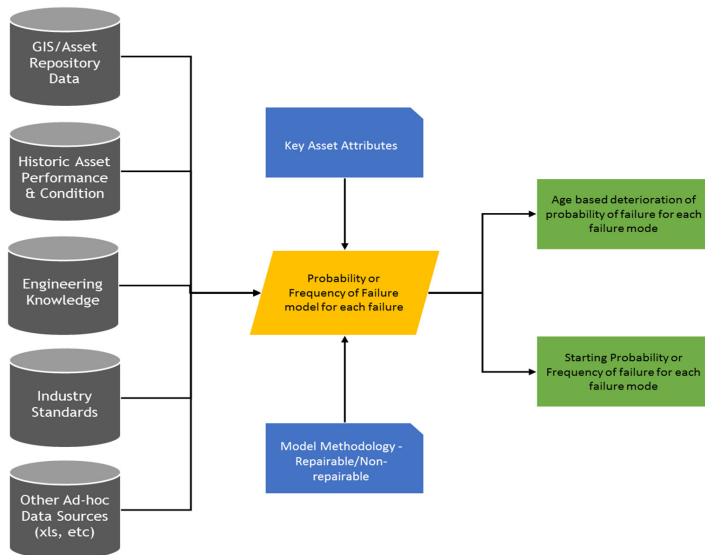 GIS/Asset
Repository
Data
Historic Asset
Performance
& Condition
Engineering
Knowledge
Industry
Standards
Other Ad-hoc
Data Sources
(xls, etc)
Key Asset Attributes
Probability or
Frequency of Failure
model for each failure
Model Methodology -
Repairable/Non-
repairable
Age based deterioration of
probability of failure for each
failure mode
Starting Probability or
Frequency of failure for each
failure mode